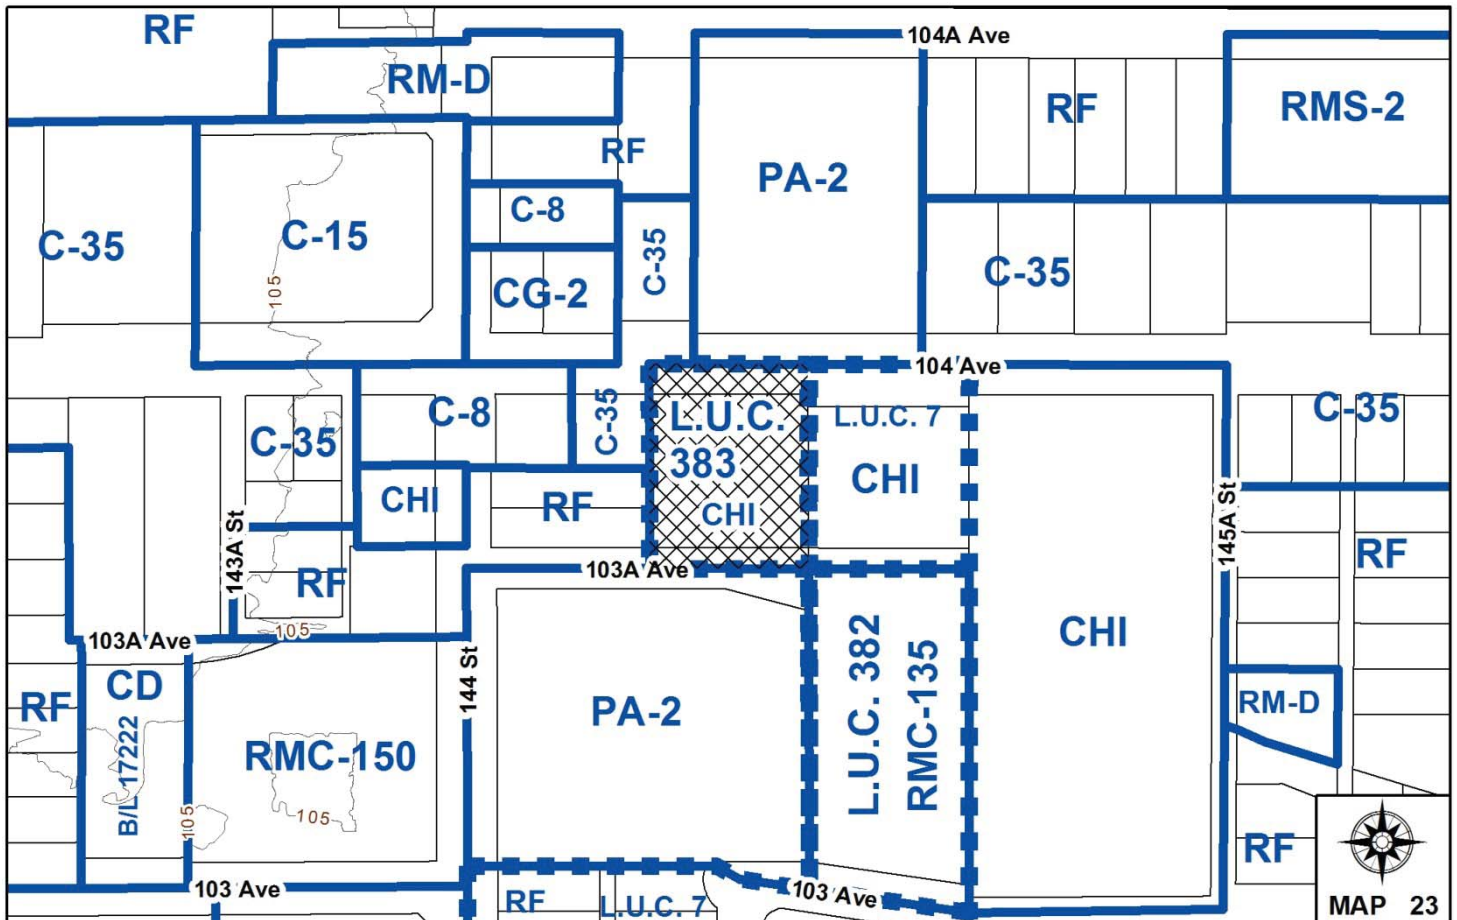 RF
104A Ave
RM-D
RF
RMS-2
RF
PA-2
C-8
C-35
C-15
C-35
C-35
CG-2
105
104 Ave
C-8
C-35
L.U.C.
383
CHI
L.U.C. 7
CHI
C-35
C-35
CHI
RF
143A St
145A St
RF
103A Ave
RF
105
103A Ave
CHI
L.U.C. 382
RMC-135
144 St
CD
B/L 17222
RF
PA-2
RM-D
RMC-150
105
105
RF
103 Ave
RF
L.U.C. 7
103 Ave
MAP 23